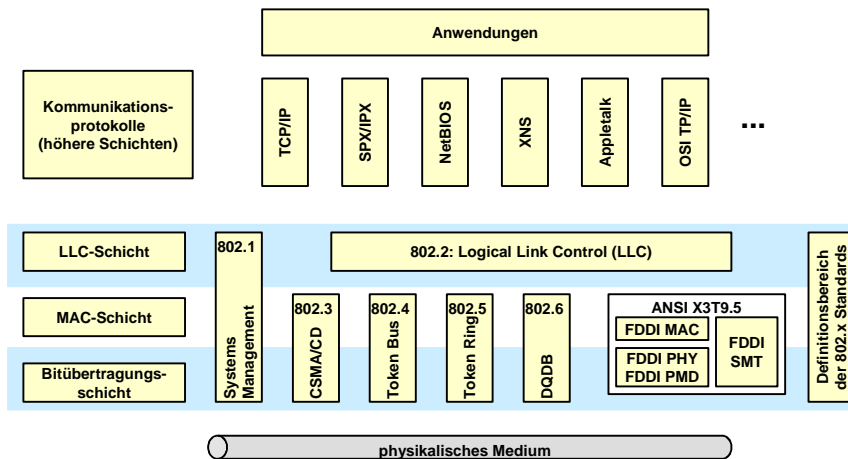 Anwendungen
Kommunikations-
protokolle
(höhere Schichten)
TCP/IP
SPX/IPX
NetBIOS
XNS
Appletalk
OSI TP/IP
...
LLC-Schicht
802.1
Systems
Management
802.2: Logical Link Control (LLC)
Definitionsbereich
der 802.x Standards
MAC-Schicht
802.3
CSMA/CD
802.4
Token Bus
802.5
Token Ring
802.6
DQDB
ANSI X3T9.5
FDDI MAC
FDDI PHY
FDDI PMD
FDDI
SMT
Bitübertragungs-
schicht
physikalisches Medium